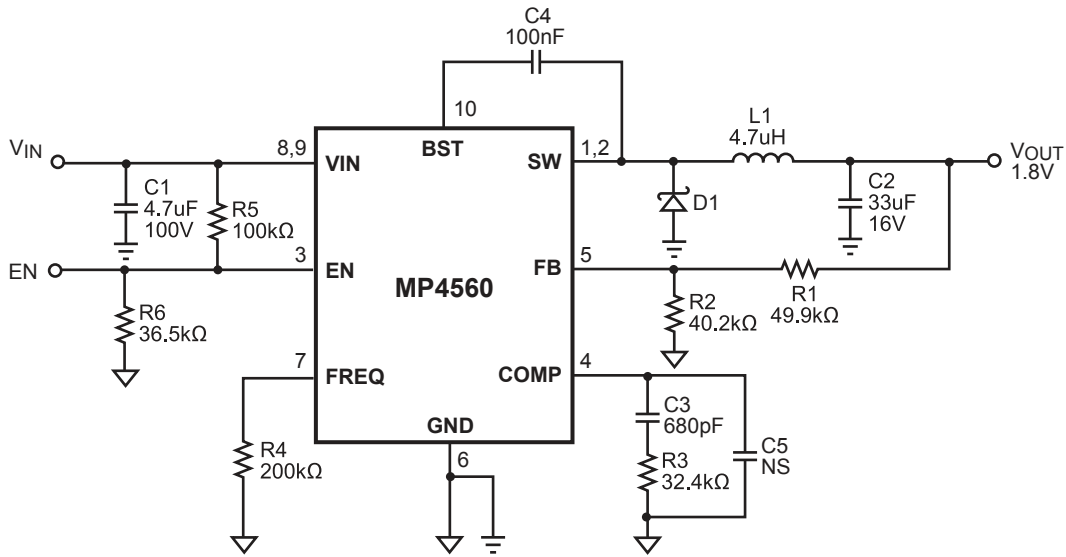 C4
100nF
10
BST
L1
4.7uH
VIN
8,9
VIN
SW
1,2
VOUT
1.8V
C1
4.7uF
100V
R5
100kΩ
D1
C2
33uF
16V
EN
3
EN
MP4560
FB
5
R6
36.5kΩ
R2
40.2kΩ
R1
49.9kΩ
7
FREQ
COMP
4
GND
6
R4
200kΩ
C3
680pF
R3
32.4kΩ
C5
NS